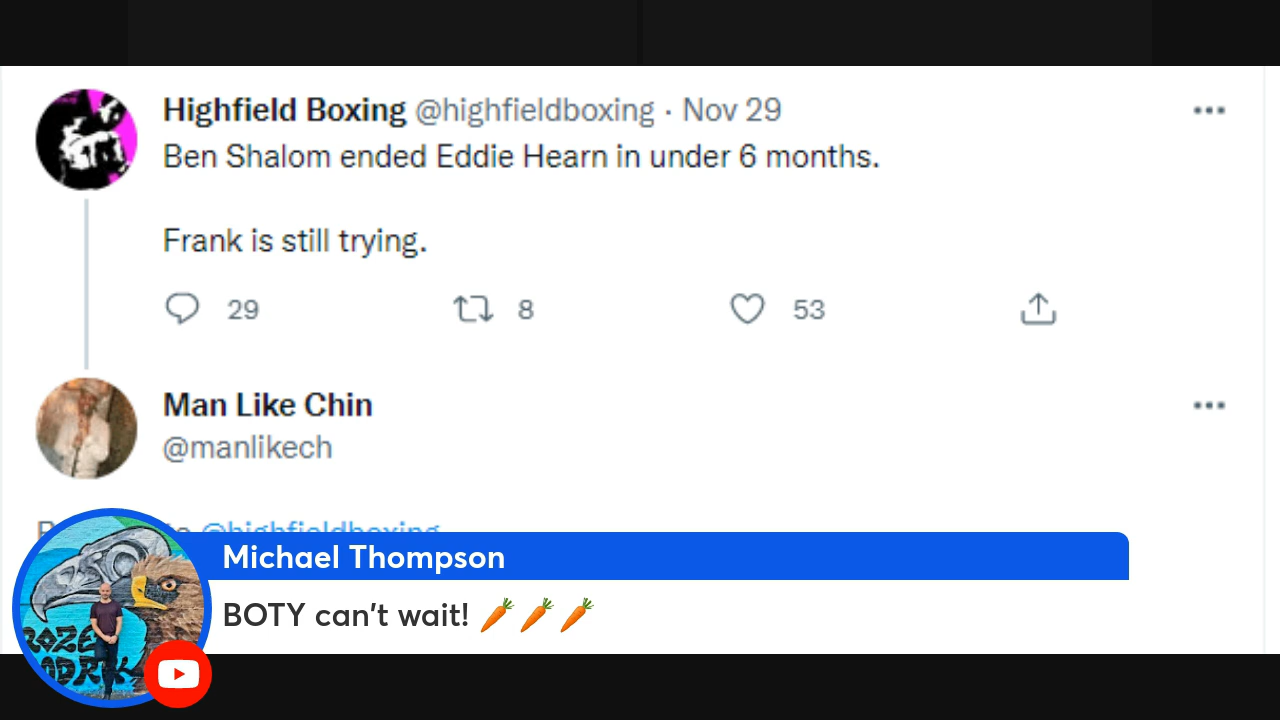 Highfield Boxing @highfieldboxing · Nov 29
Ben Shalom ended Eddie Hearn in under 6 months.
Frank is still trying.
29 8 53
Man Like Chin
@manlikech
@highfieldboxing
Michael Thompson
BOTY can't wait! 🥕🥕🥕